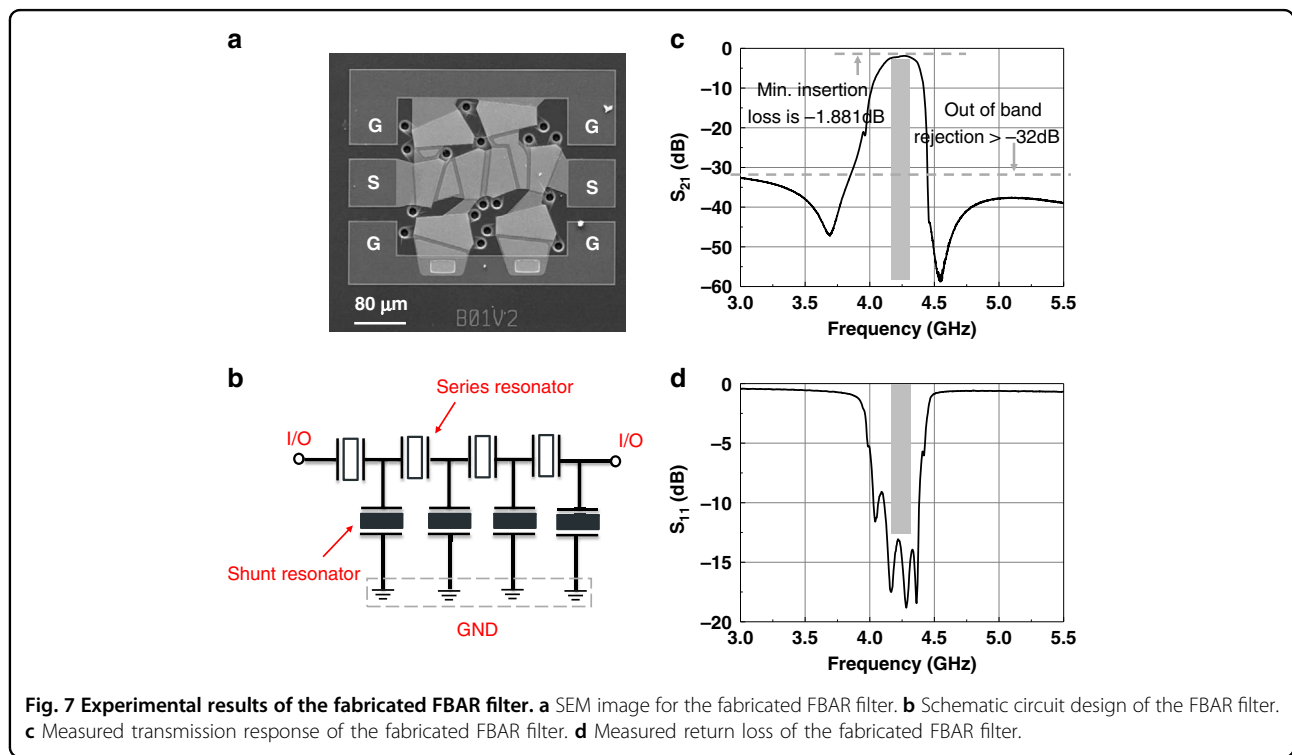 a
G
G
S
S
G
G
80 µm
B01V2
b
Series resonator
I/O
I/O
Shunt resonator
GND
c
0
−10
−20
−30
−40
−50
−60
S21 (dB)
Min. insertion
loss is −1.881dB
Out of band
rejection > −32dB
3.0
3.5
4.0
4.5
5.0
5.5
Frequency (GHz)
d
0
−5
−10
−15
−20
S11 (dB)
3.0
3.5
4.0
4.5
5.0
5.5
Frequency (GHz)
Fig. 7 Experimental results of the fabricated FBAR filter. a SEM image for the fabricated FBAR filter. b Schematic circuit design of the FBAR filter.
c Measured transmission response of the fabricated FBAR filter. d Measured return loss of the fabricated FBAR filter.